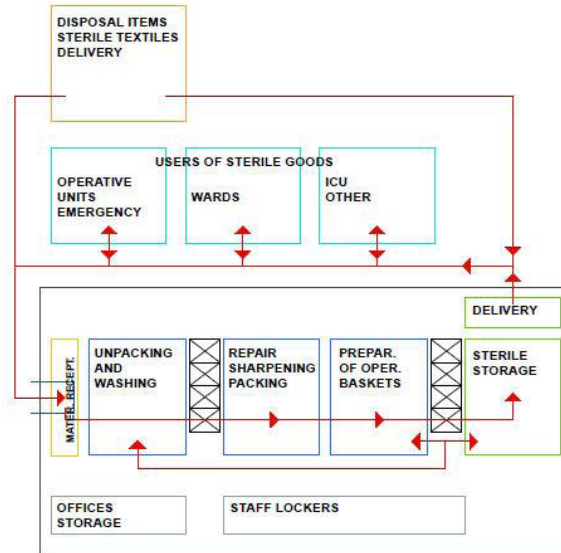 DISPOSAL ITEMS
STERILE TEXTILES
DELIVERY
USERS OF STERILE GOODS
OPERATIVE
UNITS
EMERGENCY
WARDS
ICU
OTHER
DELIVERY
MATER. RECEPT.
UNPACKING
AND
WASHING
REPAIR
SHARPENING
PACKING
PREPAR.
OF OPER.
BASKETS
STERILE
STORAGE
OFFICES
STORAGE
STAFF LOCKERS